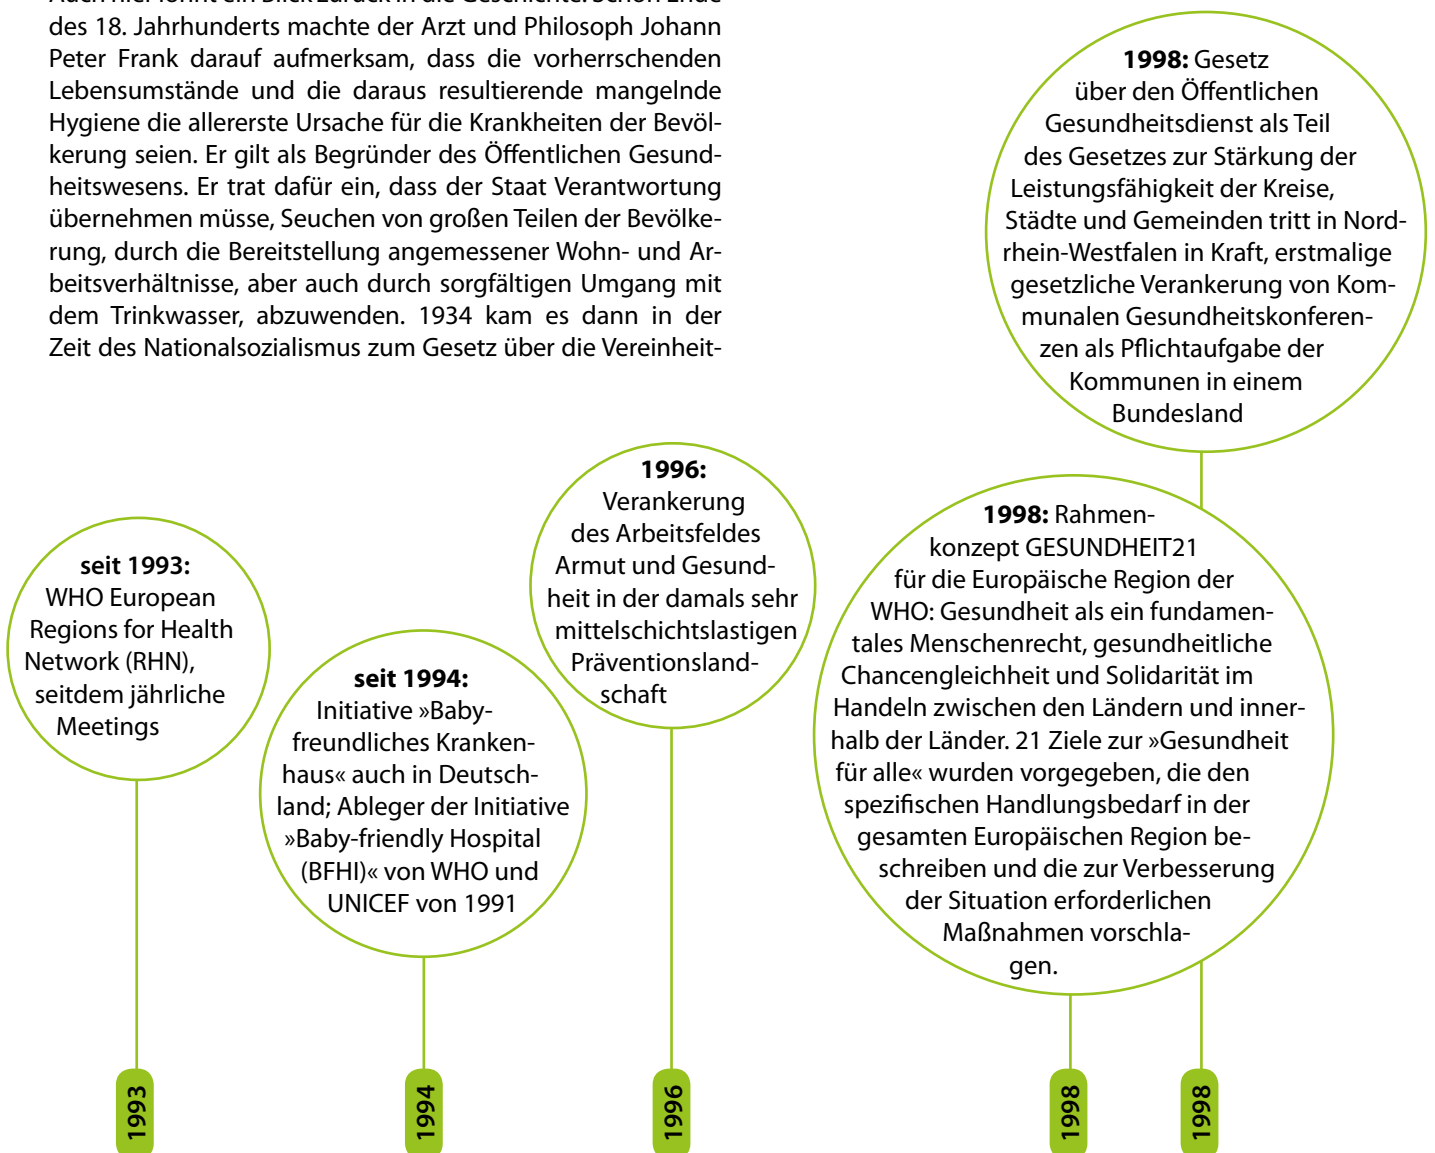 Auch hier lohnt ein Blick zurück in die Geschichte. Schon Ende
des 18. Jahrhunderts machte der Arzt und Philosoph Johann
Peter Frank darauf aufmerksam, dass die vorherrschenden
Lebensumstände und die daraus resultierende mangelnde
Hygiene die allererste Ursache für die Krankheiten der Bevöl-
kerung seien. Er gilt als Begründer des Öffentlichen Gesund-
heitswesens. Er trat dafür ein, dass der Staat Verantwortung
übernehmen müsse, Seuchen von großen Teilen der Bevölke-
rung, durch die Bereitstellung angemessener Wohn- und Ar-
beitsverhältnisse, aber auch durch sorgfältigen Umgang mit
dem Trinkwasser, abzuwenden. 1934 kam es dann in der
Zeit des Nationalsozialismus zum Gesetz über die Vereinheit-
seit 1993:
WHO European
Regions for Health
Network (RHN),
seitdem jährliche
Meetings
seit 1994:
Initiative »Baby-
freundliches Kranken-
haus« auch in Deutsch-
land; Ableger der Initiative
»Baby-friendly Hospital
(BFHI)« von WHO und
UNICEF von 1991
1996:
Verankerung
des Arbeitsfeldes
Armut und Gesund-
heit in der damals sehr
mittelschichtslastigen
Präventionsland-
schaft
1998: Rahmen-
konzept GESUNDHEIT21
für die Europäische Region der
WHO: Gesundheit als ein fundamen-
tales Menschenrecht, gesundheitliche
Chancengleichheit und Solidarität im
Handeln zwischen den Ländern und inner-
halb der Länder. 21 Ziele zur »Gesundheit
für alle« wurden vorgegeben, die den
spezifischen Handlungsbedarf in der
gesamten Europäischen Region be-
schreiben und die zur Verbesserung
der Situation erforderlichen
Maßnahmen vorschla-
gen.
1998: Gesetz
über den Öffentlichen
Gesundheitsdienst als Teil
des Gesetzes zur Stärkung der
Leistungsfähigkeit der Kreise,
Städte und Gemeinden tritt in Nord-
rhein-Westfalen in Kraft, erstmalige
gesetzliche Verankerung von Kom-
munalen Gesundheitskonferen-
zen als Pflichtaufgabe der
Kommunen in einem
Bundesland
1993
1994
1996
1998
1998